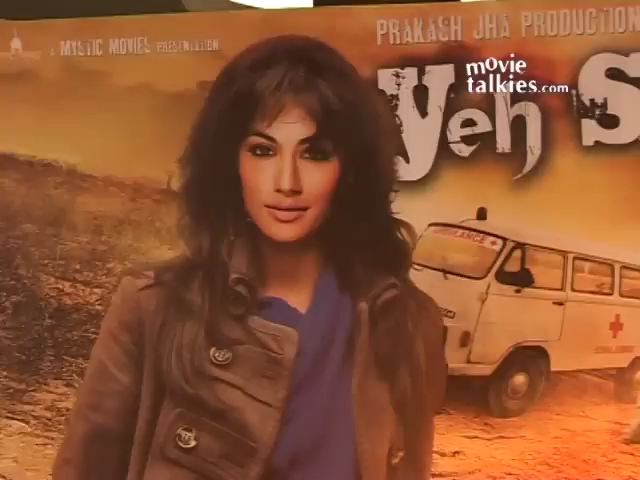 A MYSTIC MOVIES PRESENTATION
PRAKASH JHA PRODUCTION
movie
talkies.com
Yeh S
AMBULANCE +